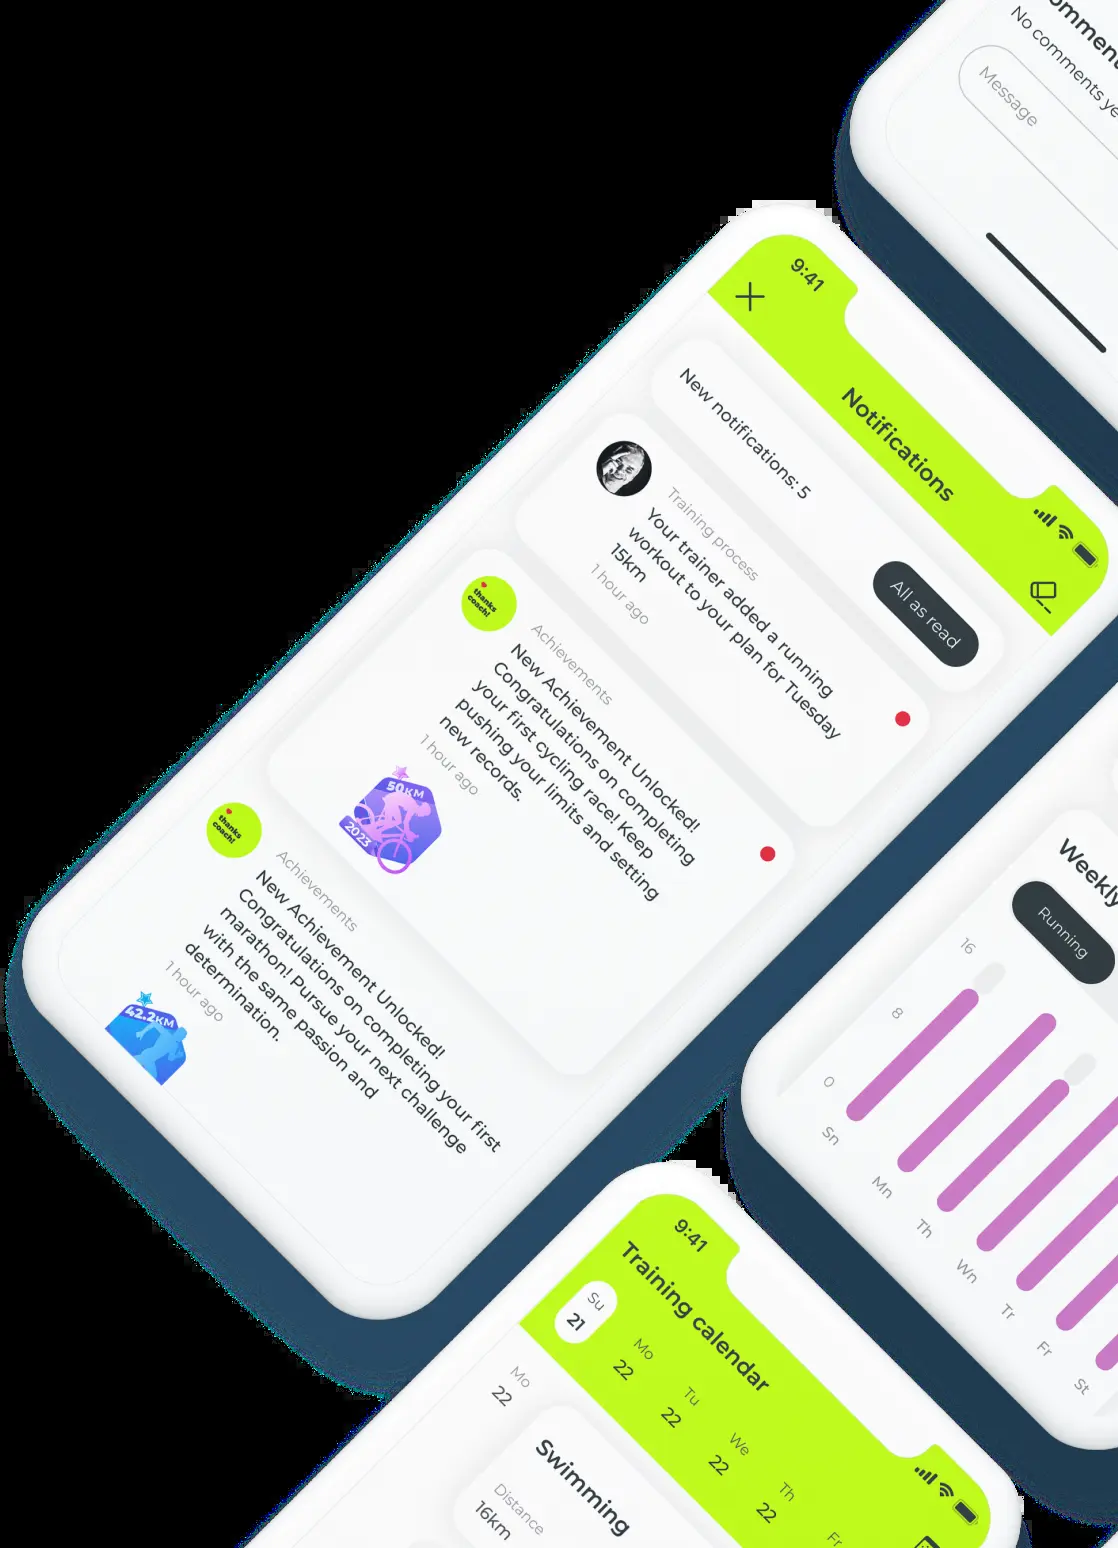 omment
No comments ye
Message
9:41
Notifications
New notifications: 5
All as read
Training process
Your trainer added a running
workout to your plan for Tuesday
15km
1 hour ago
thanks
coach!
Achievements
New Achievement Unlocked!
Congratulations on completing
your first cycling race! Keep
pushing your limits and setting
new records.
1 hour ago
50KM
2023
thanks
coach!
Achievements
New Achievement Unlocked!
Congratulations on completing your first
marathon! Pursue your next challenge
with the same passion and
determination.
1 hour ago
42.2KM
Weekly
Running
16
8
0
Sn
Mn
Th
Wn
Tr
Fr
St
9:41
Training calendar
Su
21
Mo
22
Tu
22
We
22
Th
22
Fr
Mo
22
Swimming
Distance
16km